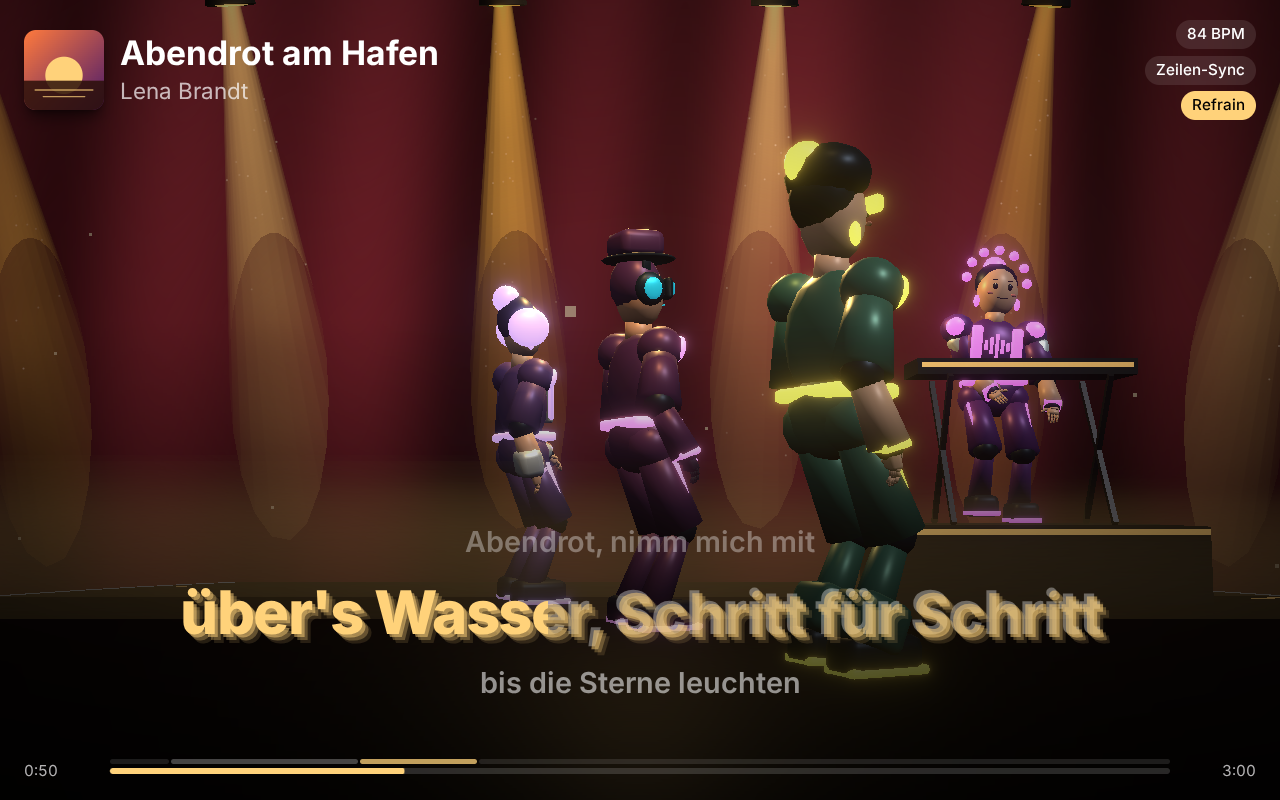 Abendrot am Hafen
Lena Brandt
84 BPM
Zeilen-Sync
Refrain
Abendrot, nimm mich mit
über's Wasser, Schritt für Schritt
bis die Sterne leuchten
0:50
3:00